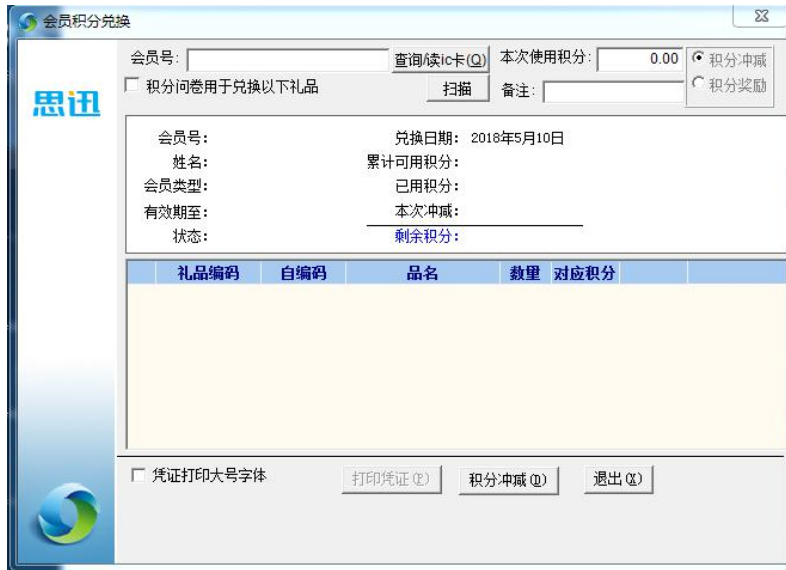 会员积分兑换
会员号: 查询/读ic卡(Q) 本次使用积分: 0.00 积分冲减
积分问卷用于兑换以下礼品 扫描 备注: 积分奖励
思迅
会员号: 兑换日期: 2018年5月10日
姓名: 累计可用积分:
会员类型: 已用积分:
有效期至: 本次冲减:
状态: 剩余积分:
礼品编码 自编码 品名 数量 对应积分
凭证打印大号字体 打印凭证(P) 积分冲减(D) 退出(X)